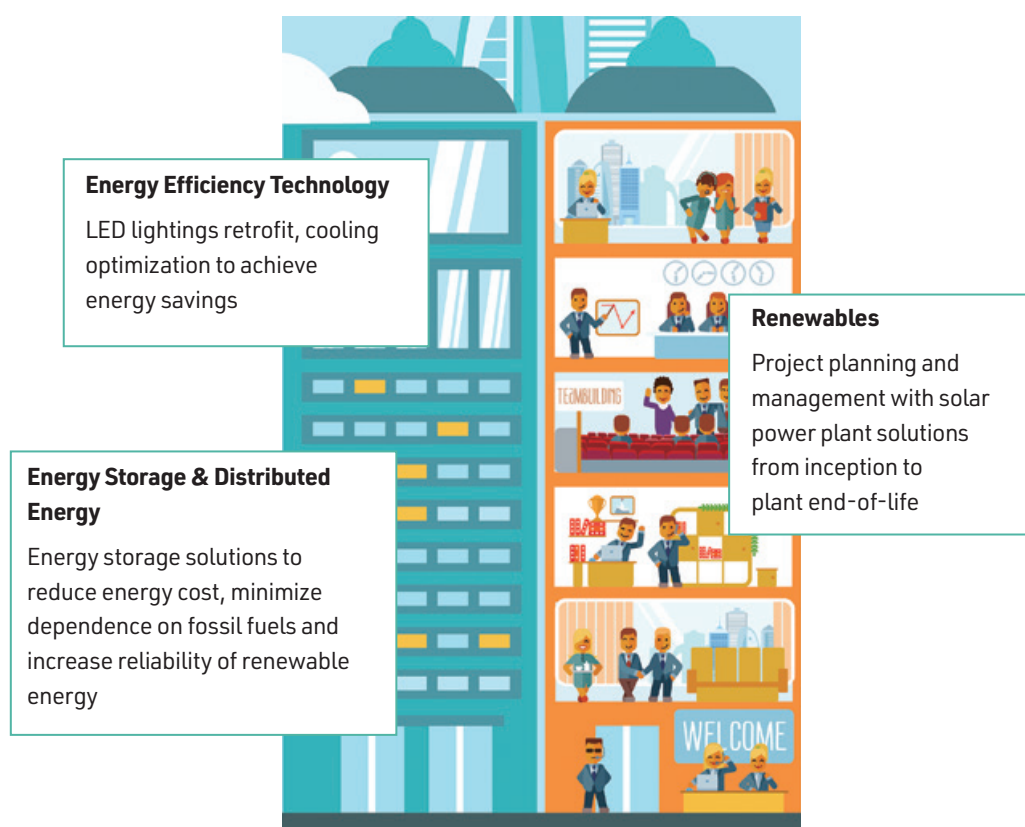 Energy Efficiency Technology
LED lightings retrofit, cooling
optimization to achieve
energy savings
Renewables
Project planning and
management with solar
power plant solutions
from inception to
plant end-of-life
TEAMBUILDING
Energy Storage & Distributed
Energy
Energy storage solutions to
reduce energy cost, minimize
dependence on fossil fuels and
increase reliability of renewable
energy
WELCOME